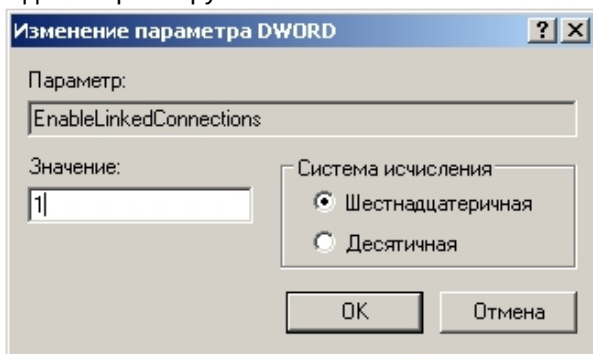 Изменение параметра DWORD
Параметр:
EnableLinkedConnections
Значение:
1
Система исчисления
Шестнадцатеричная
Десятичная
OK
Отмена